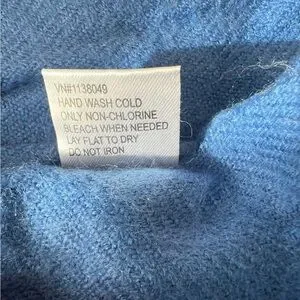 VN#1138049
HAND WASH COLD
ONLY NON-CHLORINE
BLEACH WHEN NEEDED
LAY FLAT TO DRY
DO NOT IRON